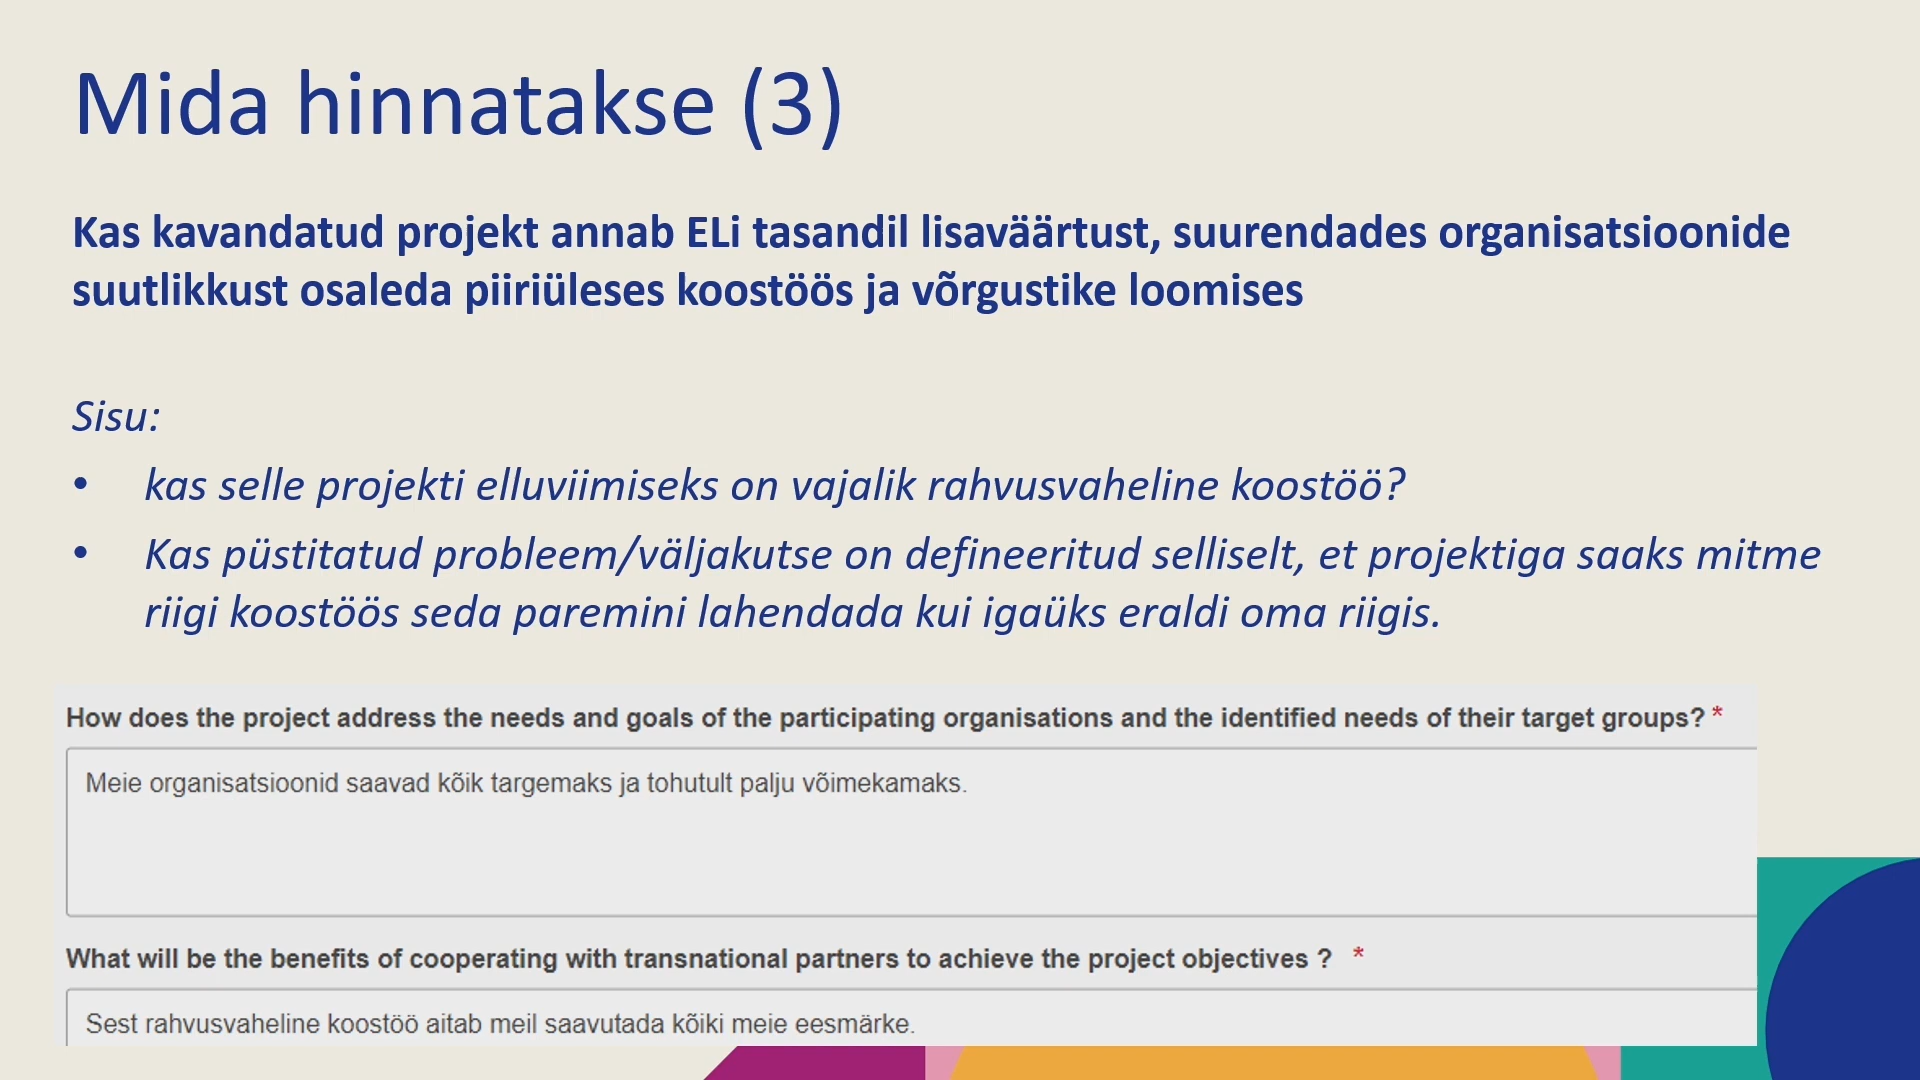 Mida hinnatakse (3)
Kas kavandatud projekt annab ELi tasandil lisaväärtust, suurendades organisatsioonide
suutlikkust osaleda piiriüleses koostöös ja võrgustike loomises
Sisu:
• kas selle projekti elluviimiseks on vajalik rahvusvaheline koostöö?
• Kas püstitatud probleem/väljakutse on defineeritud selliselt, et projektiga saaks mitme
riigi koostöös seda paremini lahendada kui igaüks eraldi oma riigis.
How does the project address the needs and goals of the participating organisations and the identified needs of their target groups? *
Meie organisatsioonid saavad kõik targemaks ja tohutult palju võimekamaks.
What will be the benefits of cooperating with transnational partners to achieve the project objectives ? *
Sest rahvusvaheline koostöö aitab meil saavutada kõiki meie eesmärke.